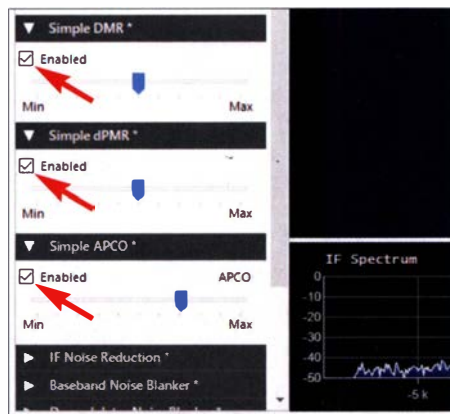 Simple DMR *
Enabled
Min Max
Simple dPMR *
Enabled
Min Max
Simple APCO *
Enabled APCO
Min Max
IF Noise Reduction *
Baseband Noise Blanker *
IF Spectrum
0
-10
-20
-30
-40
-50
-5 k